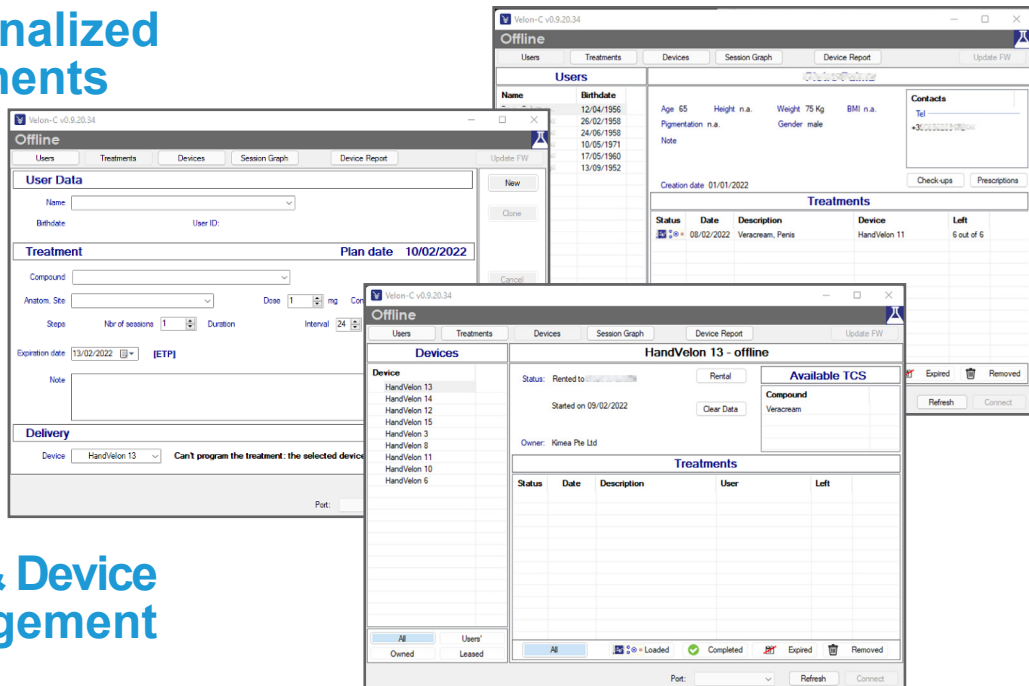 nalized
nents
Velon-C v0.9.20.34
Offline
Users Treatments Devices Session Graph Device Report Update FW
Users
Name Birthdate
12/04/1956
26/02/1958
24/06/1958
10/05/1971
17/05/1960
13/09/1952
Age 65 Height n.a. Weight 75 Kg BMI n.a.
Pigmentation n.a. Gender male
Note
Creation date 01/01/2022
Contacts
Tel
Check-ups Prescriptions
Treatments
Status Date Description Device Left
08/02/2022 Veracream, Penis HandVelon 11 6 out of 6
Expired Removed
Refresh Connect
Velon-C v0.9.20.34
Offline
Users Treatments Devices Session Graph Device Report Update FW
User Data
New
Name
Clone
Birthdate User ID:
Treatment Plan date 10/02/2022
Compound
Cancel
Anatom. Site Dose 1 mg Con
Steps Nbr of sessions 1 Duration Interval 24
Expiration date 13/02/2022 [ETP]
Note
Delivery
Device HandVelon 13 Can't program the treatment: the selected device
Port:
Velon-C v0.9.20.34
Offline
Users Treatments Devices Session Graph Device Report Update FW
Devices
Device
HandVelon 13
HandVelon 14
HandVelon 12
HandVelon 15
HandVelon 3
HandVelon 8
HandVelon 11
HandVelon 10
HandVelon 6
All Users'
Owned Leased
HandVelon 13 - offline
Status: Rented to
Rental
Started on 09/02/2022
Clear Data
Owner: Kimea Pte Ltd
Available TCS
Compound
Veracream
Treatments
Status Date Description User Left
All Loaded Completed Expired Removed
Port: Refresh Connect
& Device
gement